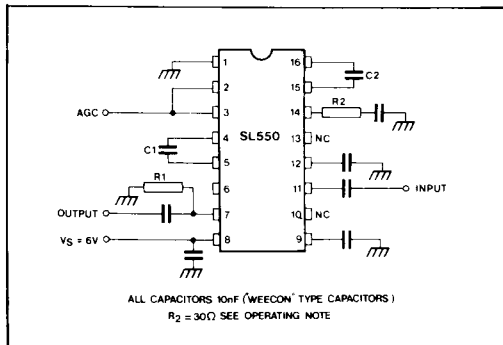 1
2
3
4
5
6
7
8
16
15
14
13
12
11
10
9
SL550
AGC
C1
R1
OUTPUT
VS = 6V
C2
R2
NC
INPUT
NC
ALL CAPACITORS 10nF ("WEECON" TYPE CAPACITORS)
R2 = 30Ω SEE OPERATING NOTE